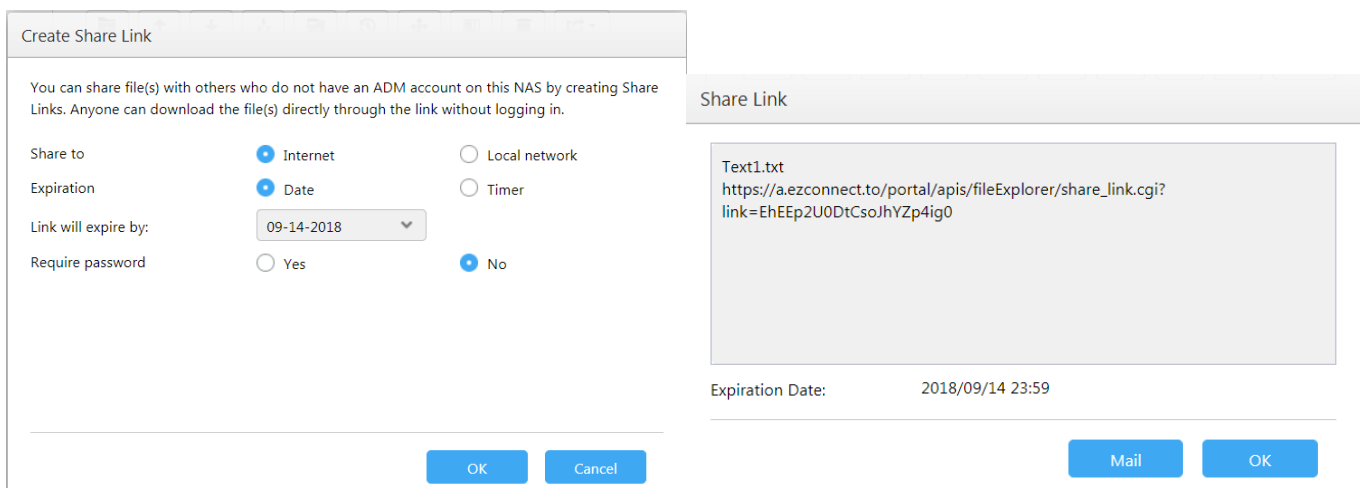 Create Share Link
You can share file(s) with others who do not have an ADM account on this NAS by creating Share
Links. Anyone can download the file(s) directly through the link without logging in.
Share to Internet Local network
Expiration Date Timer
Link will expire by: 09-14-2018
Require password Yes No
OK Cancel
Share Link
Text1.txt
https://a.ezconnect.to/portal/apis/fileExplorer/share_link.cgi?
link=EhEEp2U0DtCsoJhYZp4ig0
Expiration Date: 2018/09/14 23:59
Mail OK